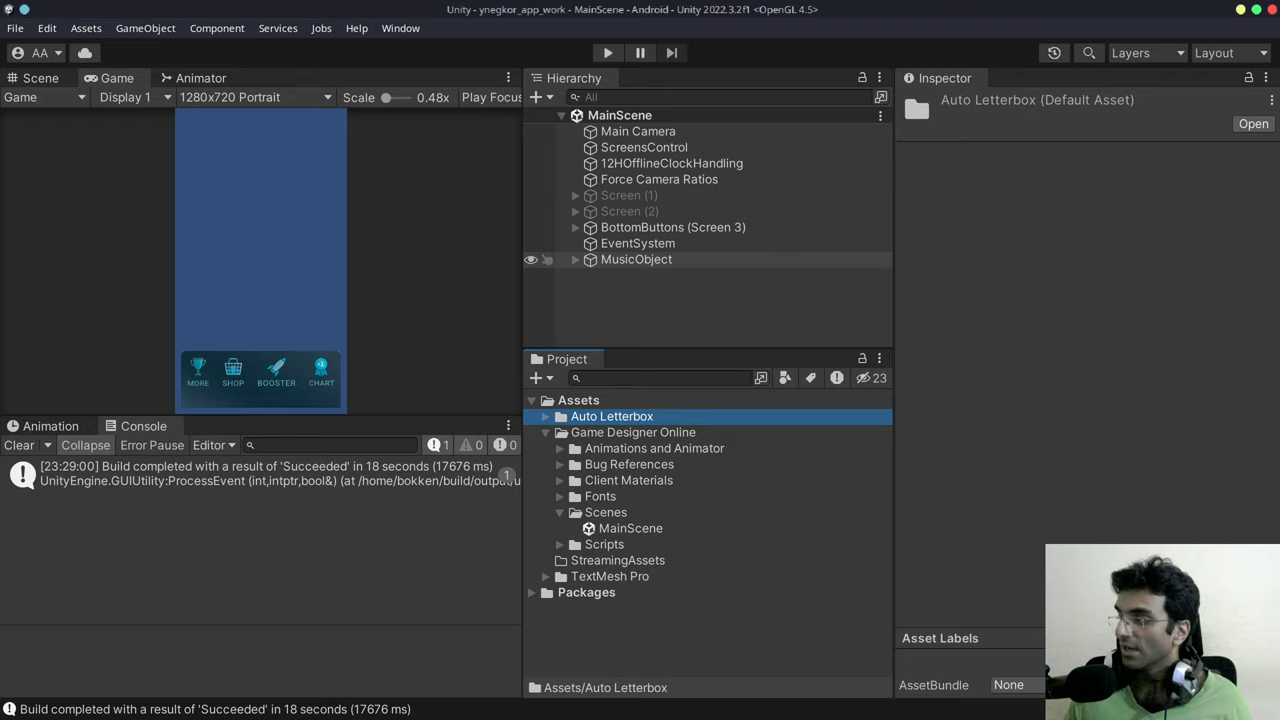 Unity - ynegkor_app_work - MainScene - Android - Unity 2022.3.2f1 <OpenGL 4.5>
File Edit Assets GameObject Component Services Jobs Help Window
AA Layers Layout
Scene Game Animator
Game Display 1 1280x720 Portrait Scale 0.48x Play Focus
MORE SHOP BOOSTER CHART
Animation Console
Clear Collapse Error Pause Editor 1 0 0
[23:29:00] Build completed with a result of 'Succeeded' in 18 seconds (17676 ms)
UnityEngine.GUIUtility:ProcessEvent (int,intptr,bool&) (at /home/bokken/build/output/u
1
Hierarchy
All
MainScene
Main Camera
ScreensControl
12HOfflineClockHandling
Force Camera Ratios
Screen (1)
Screen (2)
BottomButtons (Screen 3)
EventSystem
MusicObject
Project
23
Assets
Auto Letterbox
Game Designer Online
Animations and Animator
Bug References
Client Materials
Fonts
Scenes
MainScene
Scripts
StreamingAssets
TextMesh Pro
Packages
Assets/Auto Letterbox
Inspector
Auto Letterbox (Default Asset)
Open
Asset Labels
AssetBundle None
Build completed with a result of 'Succeeded' in 18 seconds (17676 ms)